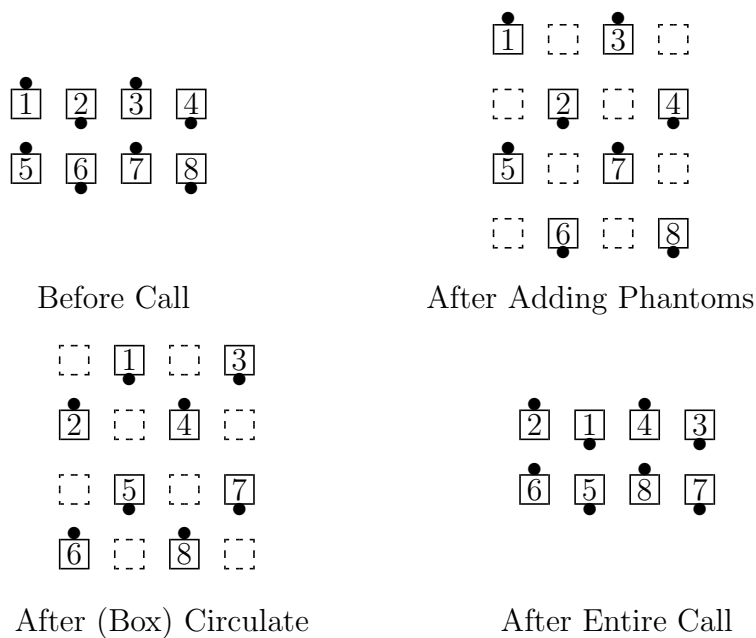 1 3
1 2 3 4
2 4
5 6 7 8
5 7
6 8
Before Call
After Adding Phantoms
1 3
2 4
5 7
6 8
2 1 4 3
6 5 8 7
After (Box) Circulate
After Entire Call